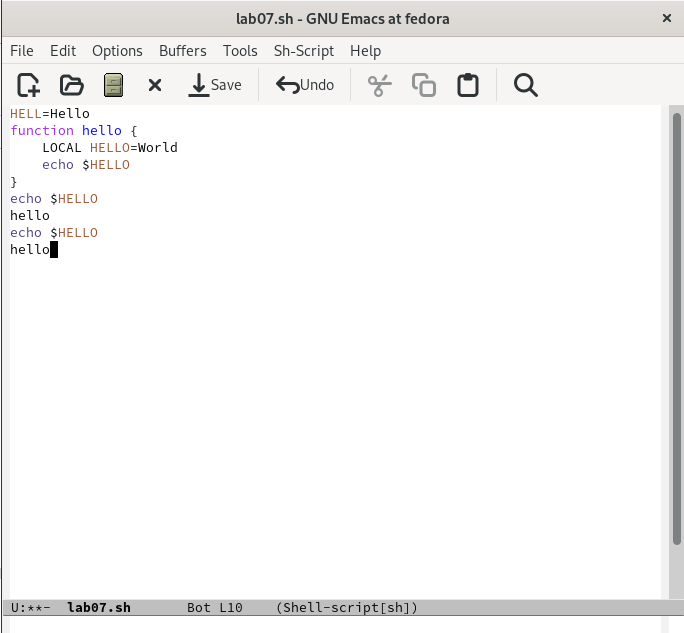 lab07.sh - GNU Emacs at fedora
File Edit Options Buffers Tools Sh-Script Help
Save Undo
HELL=Hello
function hello {
    LOCAL HELLO=World
    echo $HELLO
}
echo $HELLO
hello
echo $HELLO
hello
U:**-  lab07.sh       Bot L10    (Shell-script[sh])